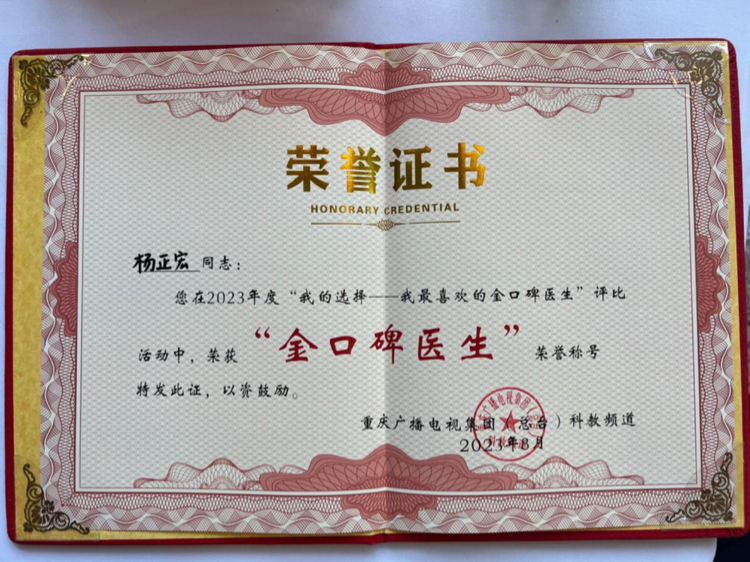 荣誉证书
HONORARY CREDENTIAL
杨正宏 同志：
您在2023年度“我的选择——我最喜欢的金口碑医生”评比
活动中，荣获“金口碑医生”荣誉称号
特发此证，以资鼓励。
重庆广播电视集团（总台）科教频道
2023年8月